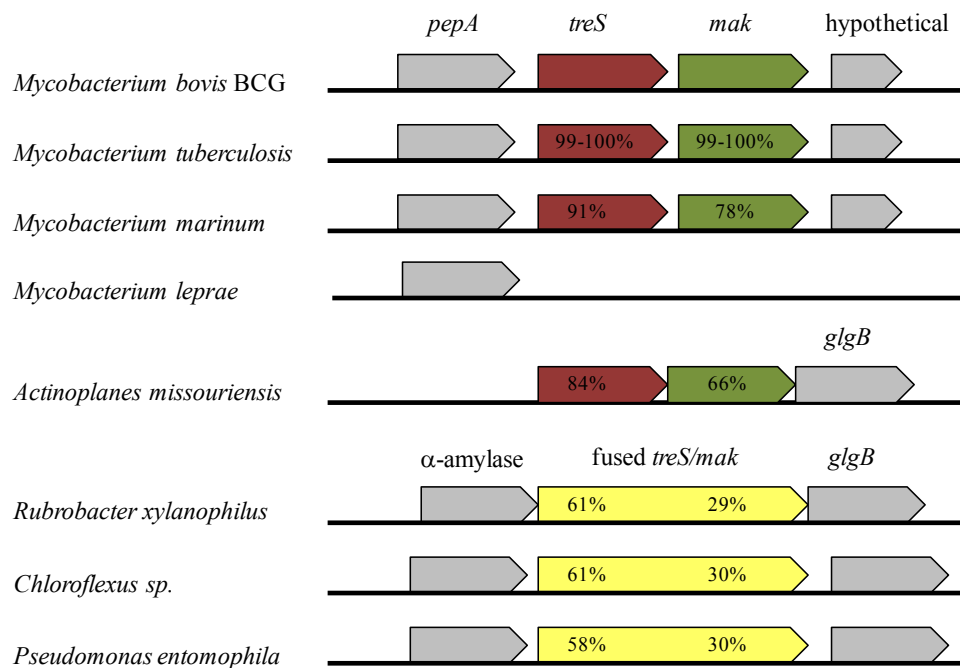 pepA treS mak hypothetical
Mycobacterium bovis BCG
Mycobacterium tuberculosis 99-100% 99-100%
Mycobacterium marinum 91% 78%
Mycobacterium leprae
glgB
Actinoplanes missouriensis 84% 66%
α-amylase fused treS/mak glgB
Rubrobacter xylanophilus 61% 29%
Chloroflexus sp. 61% 30%
Pseudomonas entomophila 58% 30%